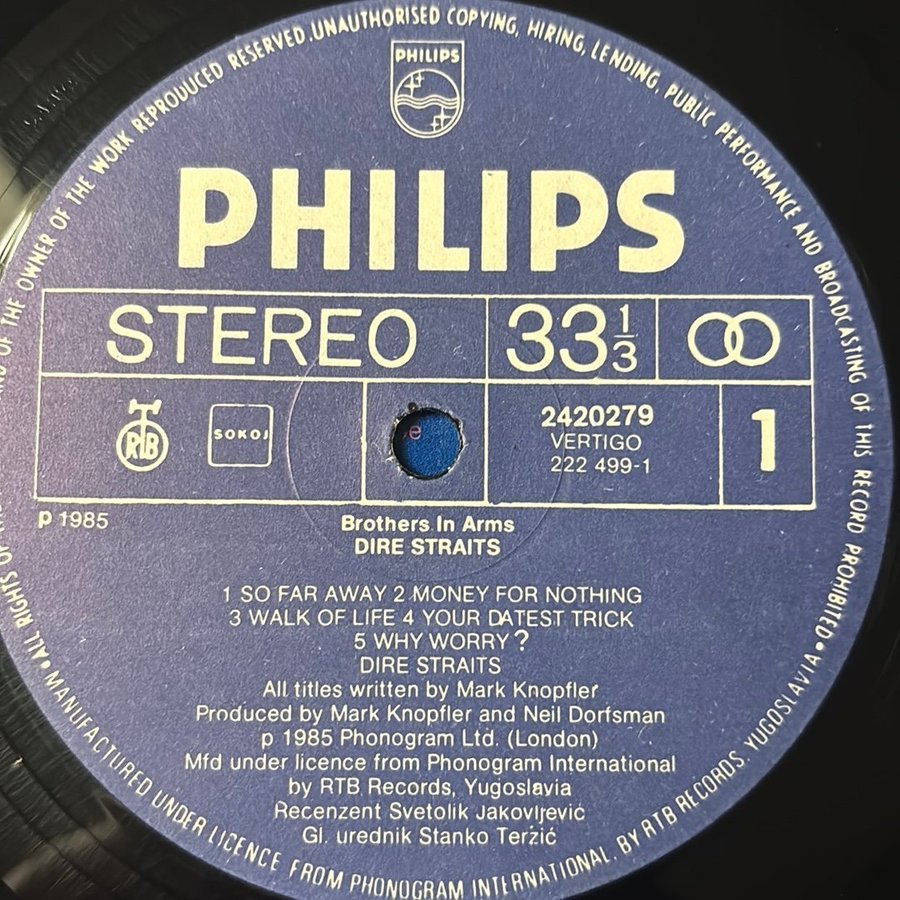 PHILIPS
PHILIPS
STEREO 33 1/3
RTB SOKOJ 2420279 1
VERTIGO
222 499-1
p 1985
Brothers In Arms
DIRE STRAITS
1 SO FAR AWAY 2 MONEY FOR NOTHING
3 WALK OF LIFE 4 YOUR DATEST TRICK
5 WHY WORRY?
DIRE STRAITS
All titles written by Mark Knopfler
Produced by Mark Knopfler and Neil Dorfsman
p 1985 Phonogram Ltd. (London)
Mfd under licence from Phonogram International
by RTB Records, Yugoslavia
Recenzent Svetolik Jakovljević
Gl. urednik Stanko Teržić
•ALL RIGHTS OF THE OWNER OF THE WORK REPRODUCED RESERVED.UNAUTHORISED COPYING, HIRING, LENDING, PUBLIC PERFORMANCE AND BROADCASTING OF THIS RECORD PROHIBITED•
MANUFACTURED UNDER LICENCE FROM PHONOGRAM INTERNATIONAL, BY RTB RECORDS, YUGOSLAVIA•